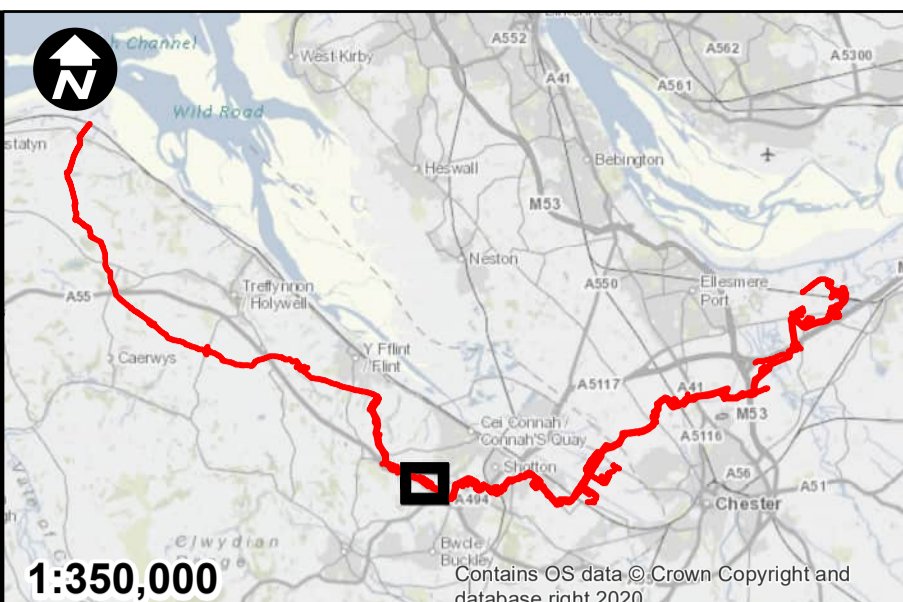 N
h Channel
West Kirby
A552
A562
A5300
A41
A561
Wild Road
statyn
Heswall
Bebington
M53
Neston
A550
Ellesmere
Port
Treffynnon
Holywell
A55
Caerwys
Y Fflint
Flint
A5117
A41
M53
Cei Connah
Connah'S Quay
A5116
Shotton
A56
A51
A494
Chester
Clwydian
Bwcle
Buckley
1:350,000
Contains OS data © Crown Copyright and
database right 2020